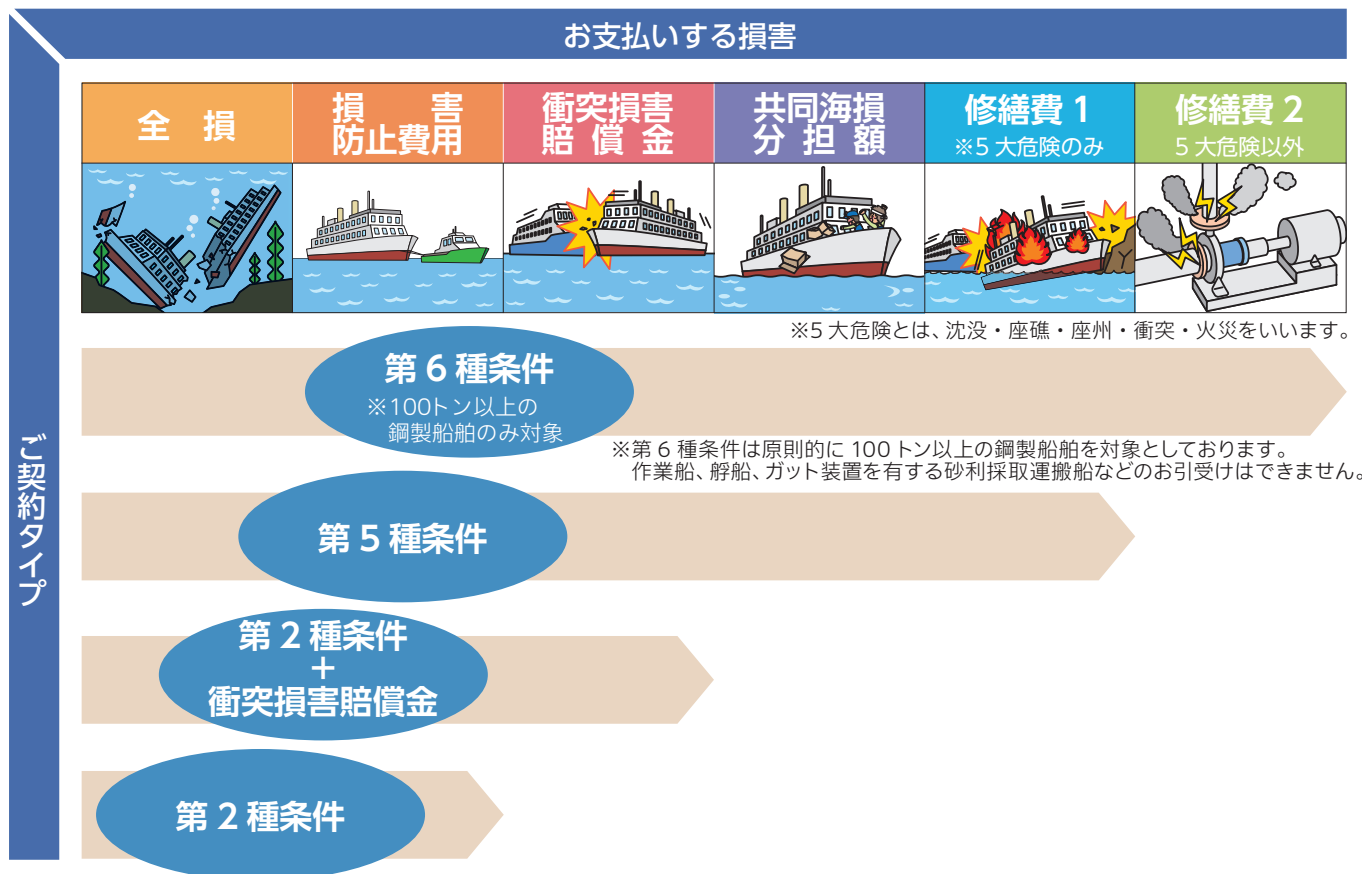 お支払いする損害
全 損
損 害
防止費用
衝突損害
賠 償 金
共同海損
分 担 額
修繕費 1
※5 大危険のみ
修繕費 2
5 大危険以外
※5 大危険とは、沈没・座礁・座州・衝突・火災をいいます。
ご契約タイプ
第 6 種条件
※100トン以上の
鋼製船舶のみ対象
※第 6 種条件は原則的に 100 トン以上の鋼製船舶を対象としております。
作業船、艀船、ガット装置を有する砂利採取運搬船などのお引受けはできません。
第 5 種条件
第 2 種条件
+
衝突損害賠償金
第 2 種条件